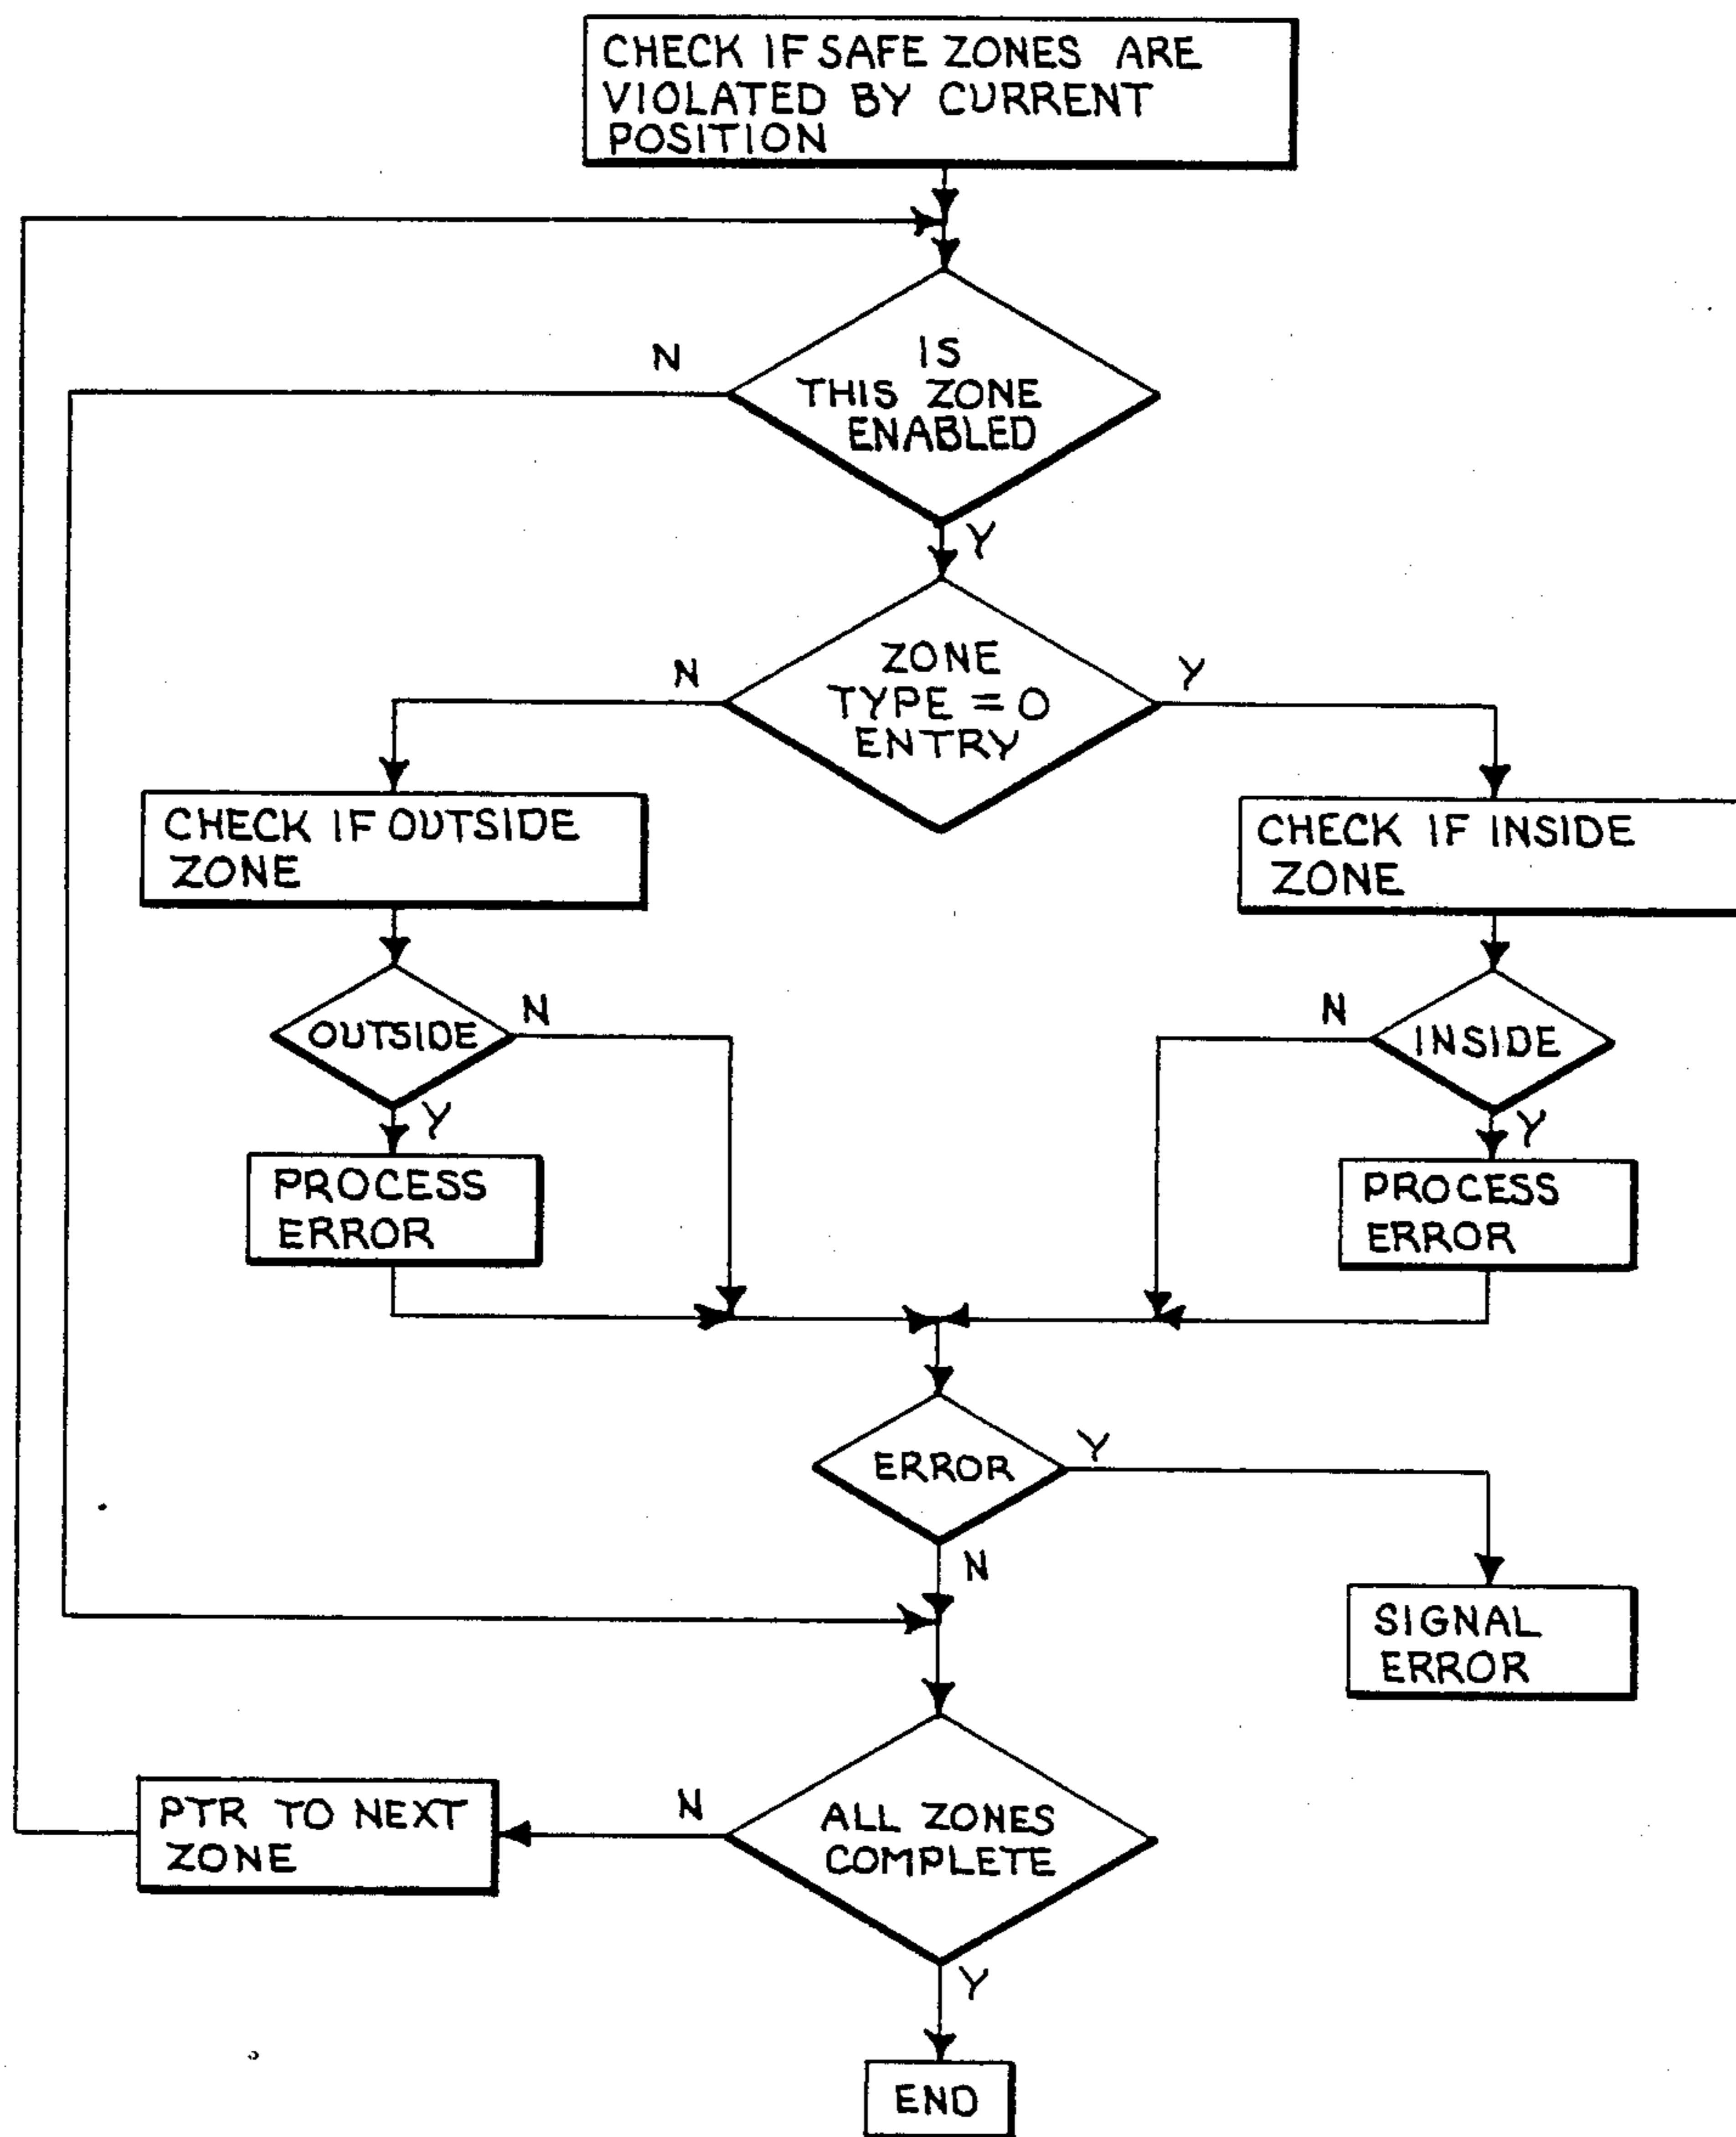 CHECK IF SAFE ZONES ARE
VIOLATED BY CURRENT
POSITION
N
IS
THIS ZONE
ENABLED
Y
N
ZONE
TYPE = 0
ENTRY
Y
CHECK IF OUTSIDE
ZONE
CHECK IF INSIDE
ZONE
OUTSIDE
N
N
INSIDE
Y
Y
PROCESS
ERROR
PROCESS
ERROR
ERROR
Y
N
SIGNAL
ERROR
PTR TO NEXT
ZONE
N
ALL ZONES
COMPLETE
Y
END